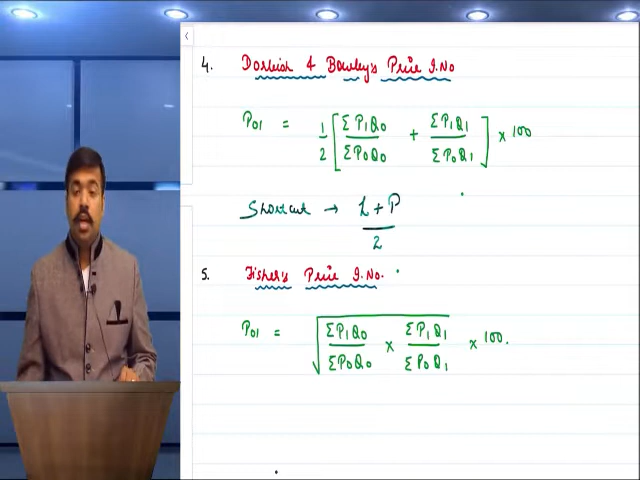 4. Dorbish & Bowley's Price I.No
P01 = 1/2 [ ΣP1Q0/ΣP0Q0 + ΣP1Q1/ΣP0Q1 ] x 100
Shortcut → L + P / 2
5. Fisher's Price I.No.
P01 = √( ΣP1Q0/ΣP0Q0 x ΣP1Q1/ΣP0Q1 ) x 100.